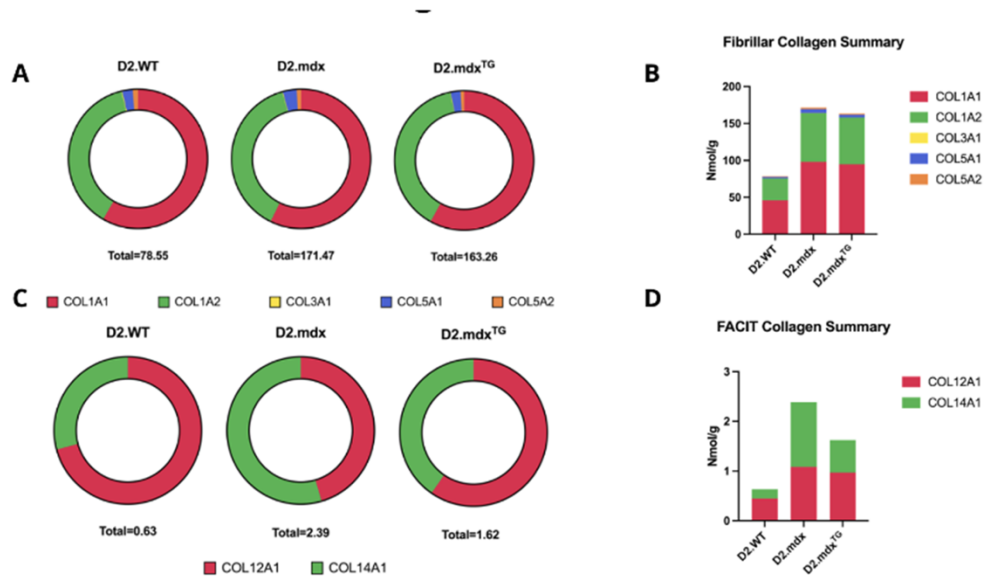 A
D2.WT
D2.mdx
D2.mdxTG
Total=78.55
Total=171.47
Total=163.26
B
Fibrillar Collagen Summary
Nmol/g
200
150
100
50
0
D2.WT
D2.mdx
D2.mdxTG
COL1A1
COL1A2
COL3A1
COL5A1
COL5A2
C
COL1A1
COL1A2
COL3A1
COL5A1
COL5A2
D2.WT
D2.mdx
D2.mdxTG
Total=0.63
Total=2.39
Total=1.62
COL12A1
COL14A1
D
FACIT Collagen Summary
Nmol/g
3
2
1
0
D2.WT
D2.mdx
D2.mdxTG
COL12A1
COL14A1